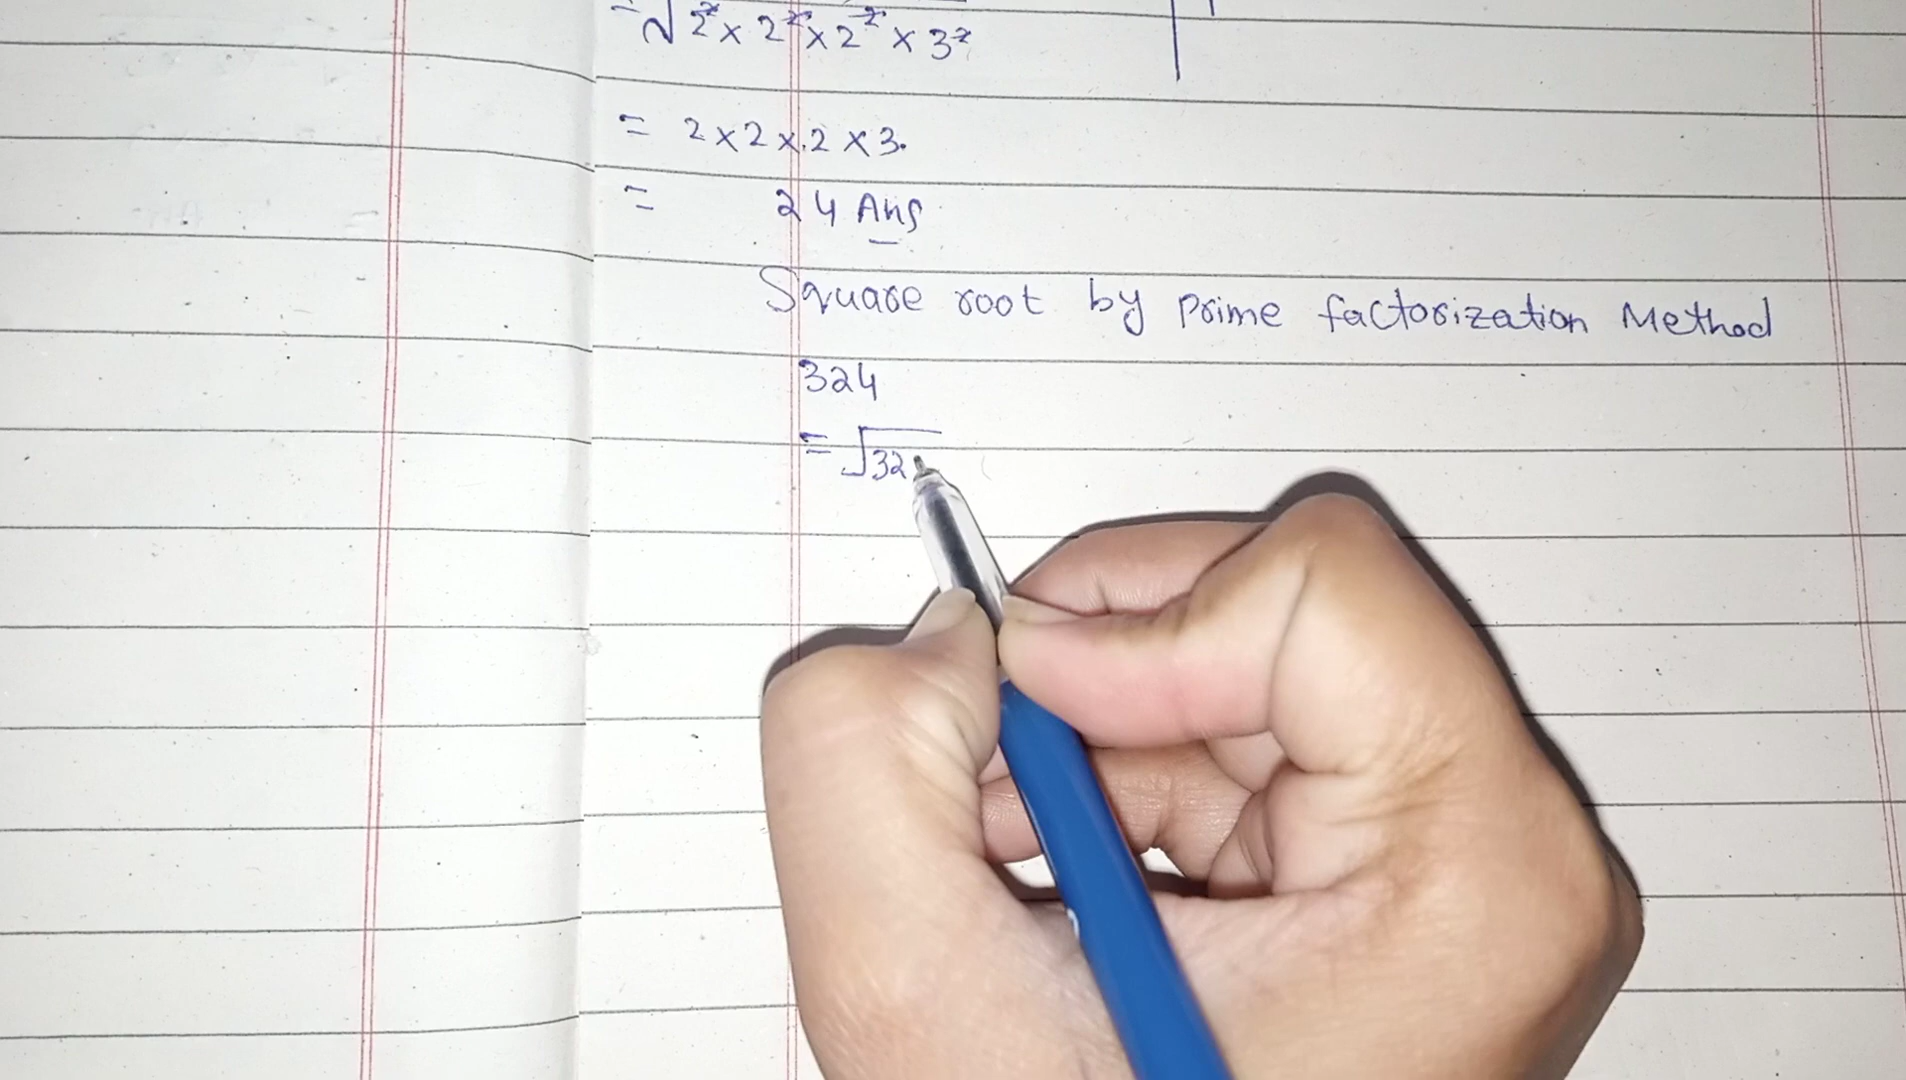 = √2² × 2² × 2² × 3²
= 2 × 2 × 2 × 3.
= 24 Ans
Square root by Prime factorization Method
324
= √32